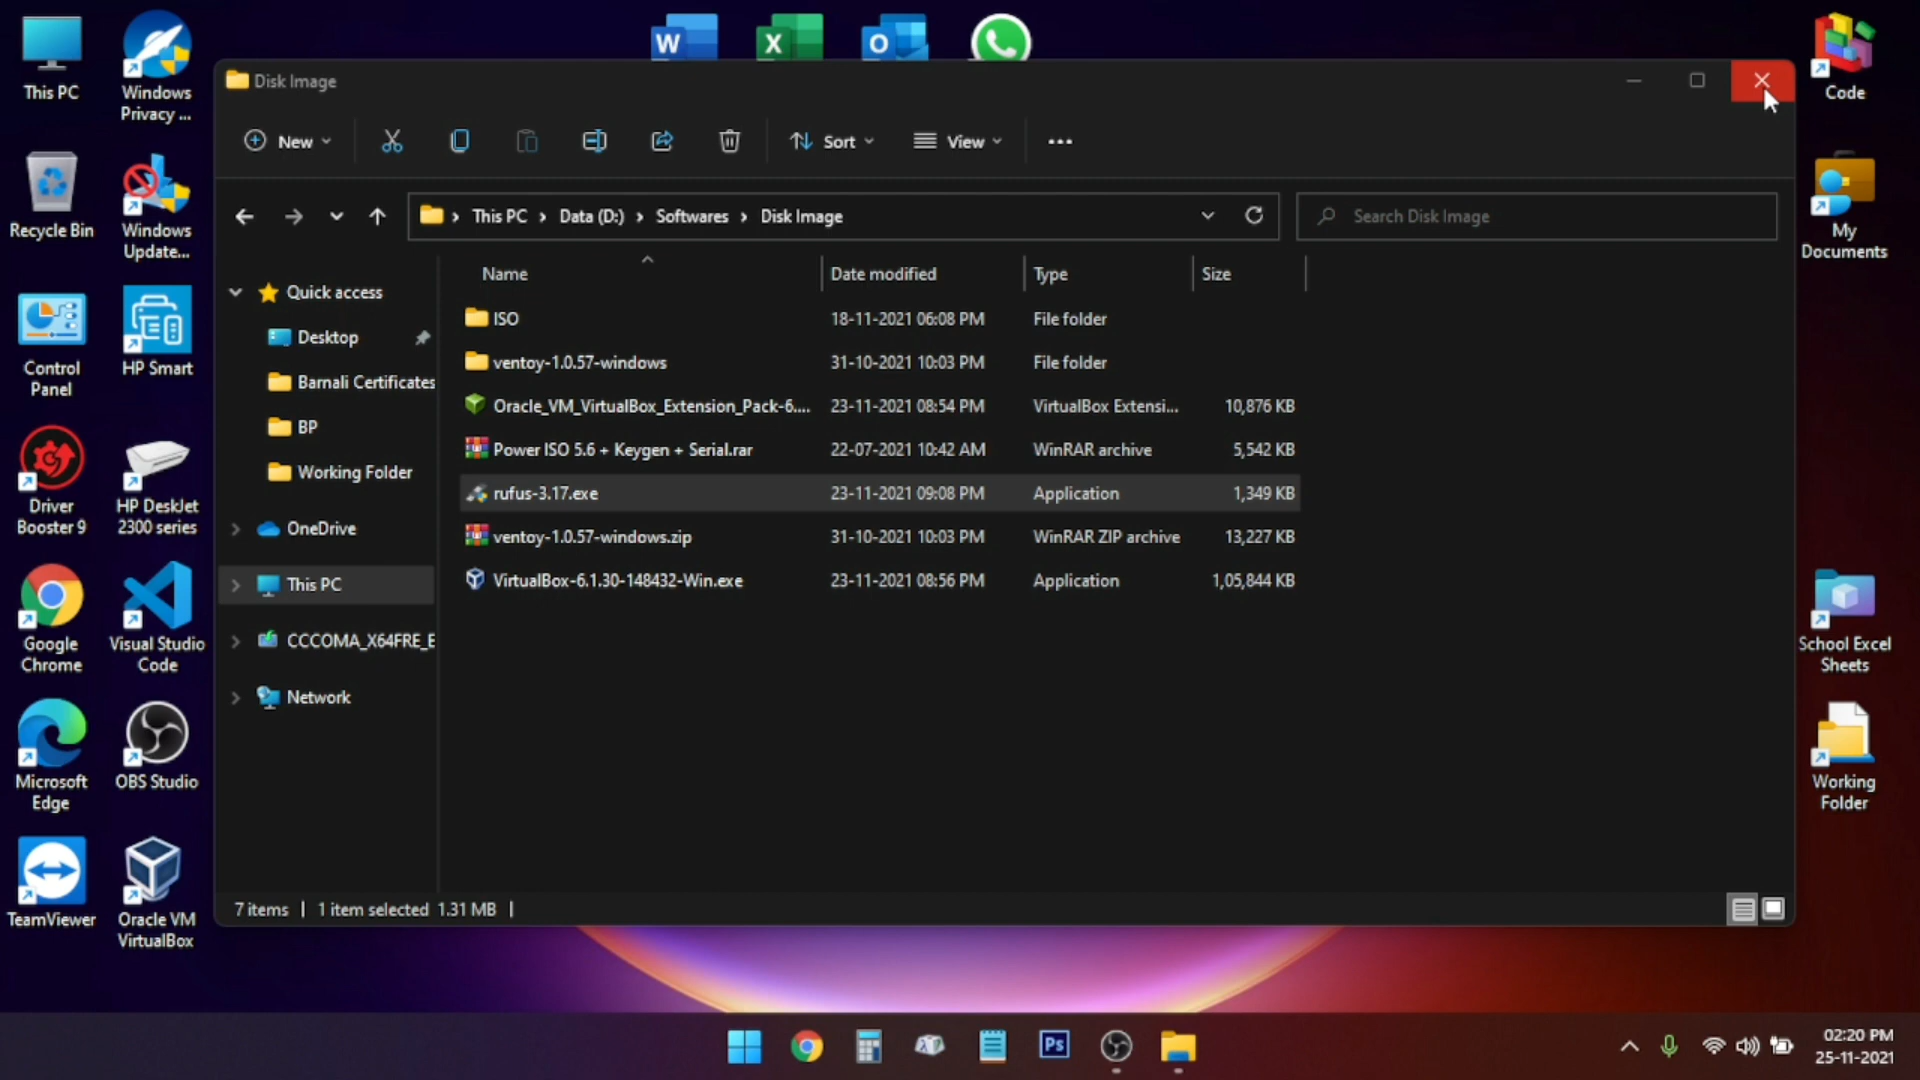 This PC
Windows
Privacy ...
Recycle Bin
Windows
Update...
Control
Panel
HP Smart
Driver
Booster 9
HP DeskJet
2300 series
Google
Chrome
Visual Studio
Code
Microsoft
Edge
OBS Studio
TeamViewer
Oracle VM
VirtualBox
W
X
O
Disk Image
New
Sort
View
This PC > Data (D:) > Softwares > Disk Image
Search Disk Image
Quick access
Desktop
Barnali Certificates
BP
Working Folder
OneDrive
This PC
CCCOMA_X64FRE_E
Network
Name Date modified Type Size
ISO 18-11-2021 06:08 PM File folder
ventoy-1.0.57-windows 31-10-2021 10:03 PM File folder
Oracle_VM_VirtualBox_Extension_Pack-6.... 23-11-2021 08:54 PM VirtualBox Extensi... 10,876 KB
Power ISO 5.6 + Keygen + Serial.rar 22-07-2021 10:42 AM WinRAR archive 5,542 KB
rufus-3.17.exe 23-11-2021 09:08 PM Application 1,349 KB
ventoy-1.0.57-windows.zip 31-10-2021 10:03 PM WinRAR ZIP archive 13,227 KB
VirtualBox-6.1.30-148432-Win.exe 23-11-2021 08:56 PM Application 1,05,844 KB
7 items | 1 item selected 1.31 MB |
Code
My
Documents
School Excel
Sheets
Working
Folder
Ps
02:20 PM
25-11-2021